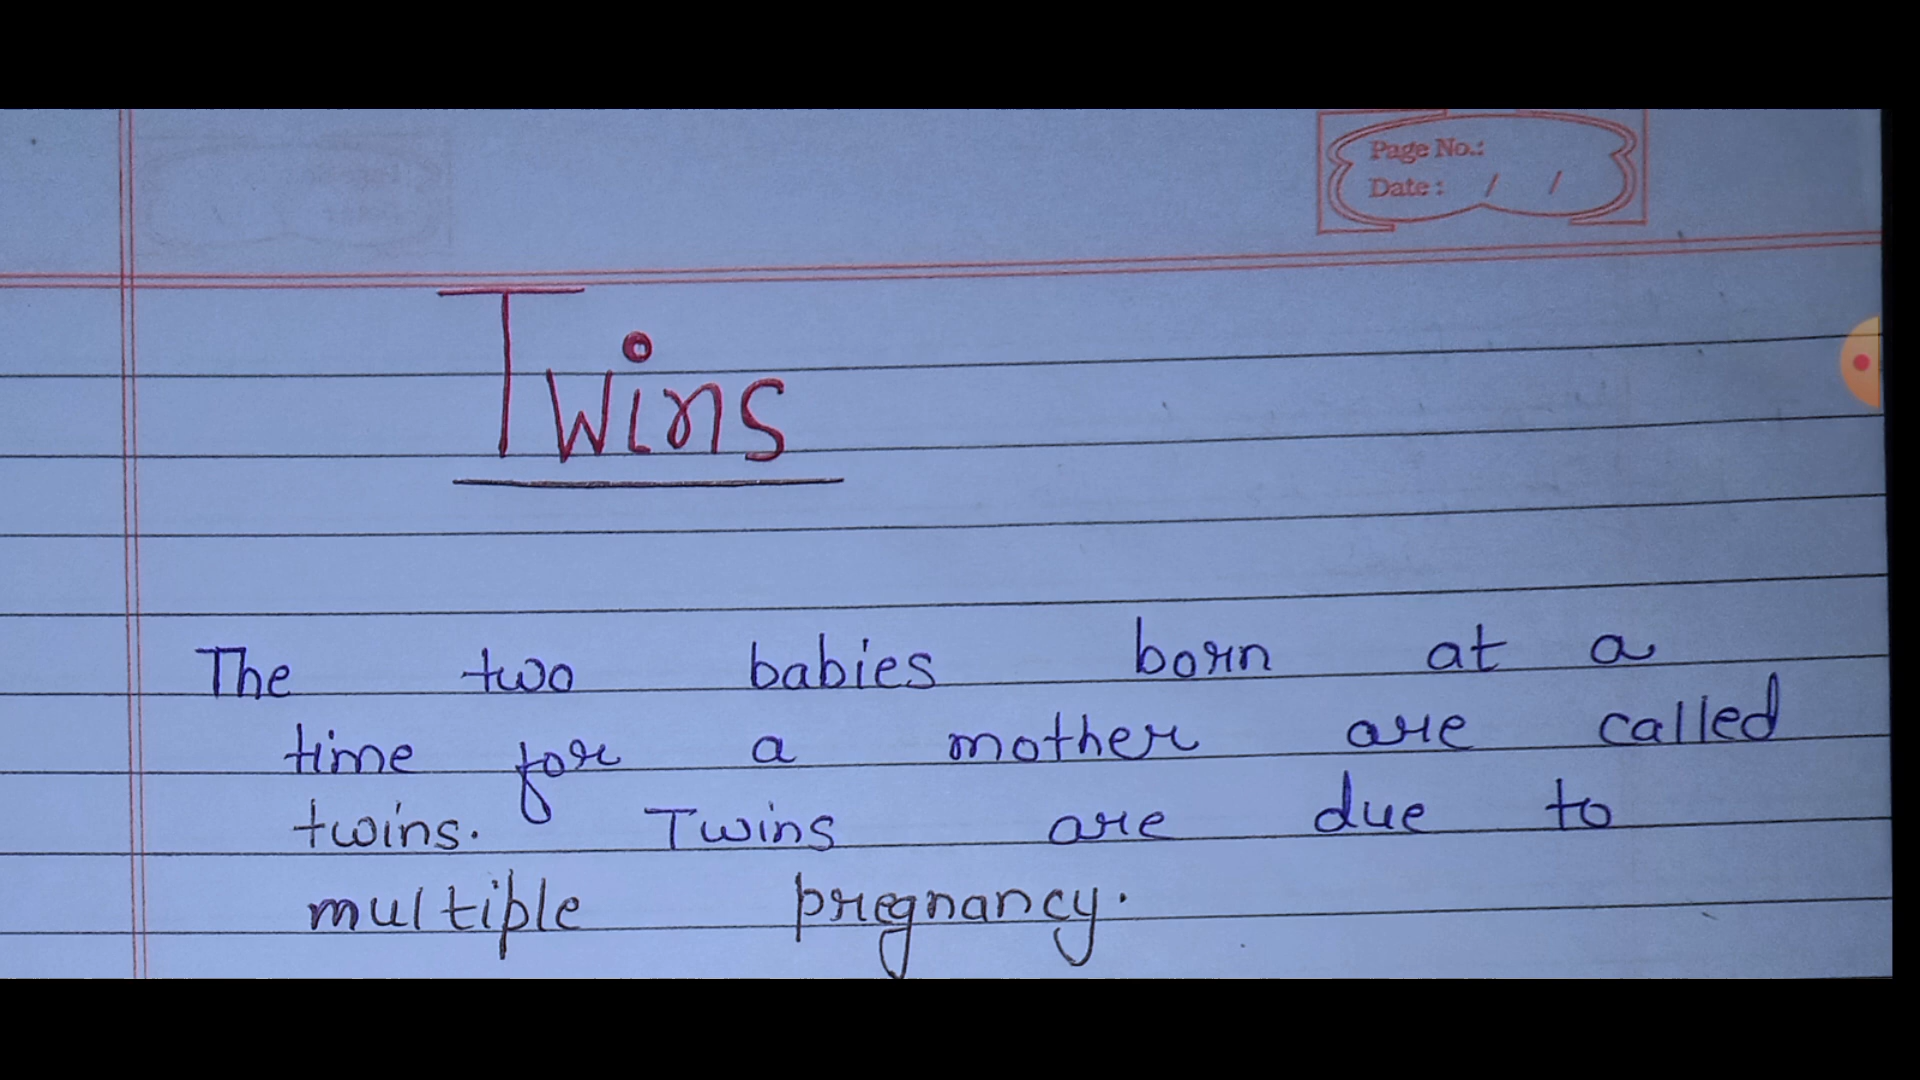 Page No.:
Date: / /
Twins
The two babies born at a
time for a mother are called
twins. Twins are due to
multiple pregnancy.